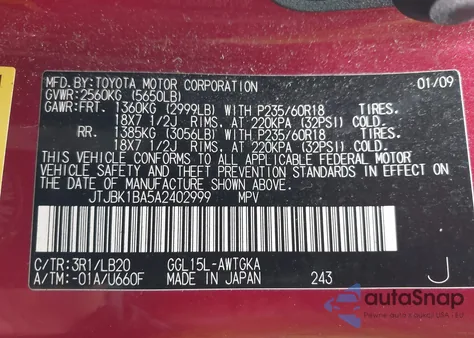 MFD.BY:TOYOTA MOTOR CORPORATION 01/09
GVWR:2560KG (5650LB)
GAWR:FRT. 1360KG (2999LB) WITH P235/60R18 TIRES.
18X7 1/2J RIMS. AT 220KPA (32PSI) COLD.
RR. 1385KG (3056LB) WITH P235/60R18 TIRES.
18X7 1/2J RIMS. AT 220KPA (32PSI) COLD.
THIS VEHICLE CONFORMS TO ALL APPLICABLE FEDERAL MOTOR
VEHICLE SAFETY AND THEFT PREVENTION STANDARDS IN EFFECT ON
THE DATE OF MANUFACTURE SHOWN ABOVE.
JTJBK1BA5A2402999 MPV
C/TR:3R1/LB20 GGL15L-AWTGKA
A/TM:-01A/U660F MADE IN JAPAN 243 J
autoSnap